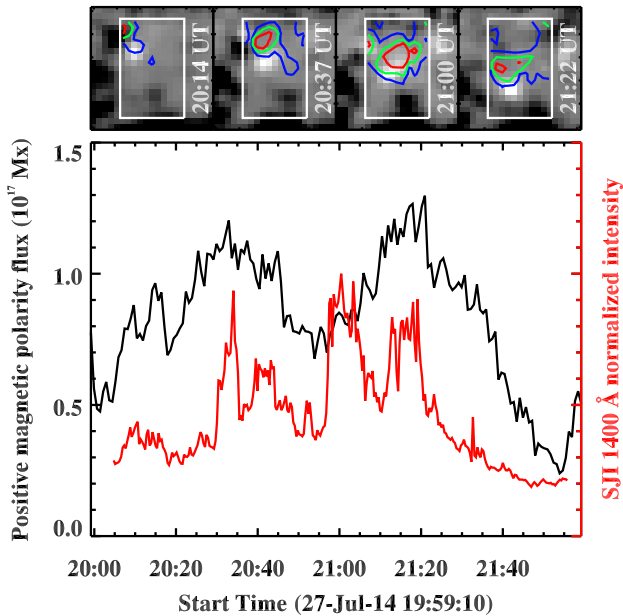 20:14 UT
20:37 UT
21:00 UT
21:22 UT
1.5
1.0
0.5
0.0
Positive magnetic polarity flux (10¹⁷ Mx)
SJI 1400 Å normalized intensity
20:00 20:20 20:40 21:00 21:20 21:40
Start Time (27-Jul-14 19:59:10)